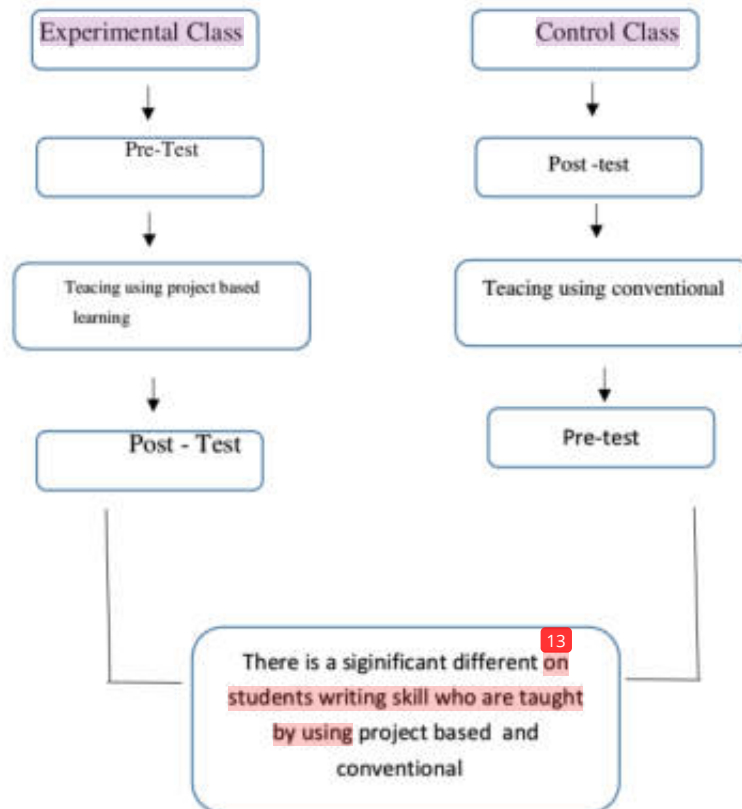 Experimental Class
Control Class
Pre-Test
Post -test
Teacing using project based
learning
Teacing using conventional
Post - Test
Pre-test
13
There is a siginificant different on
students writing skill who are taught
by using project based and
conventional